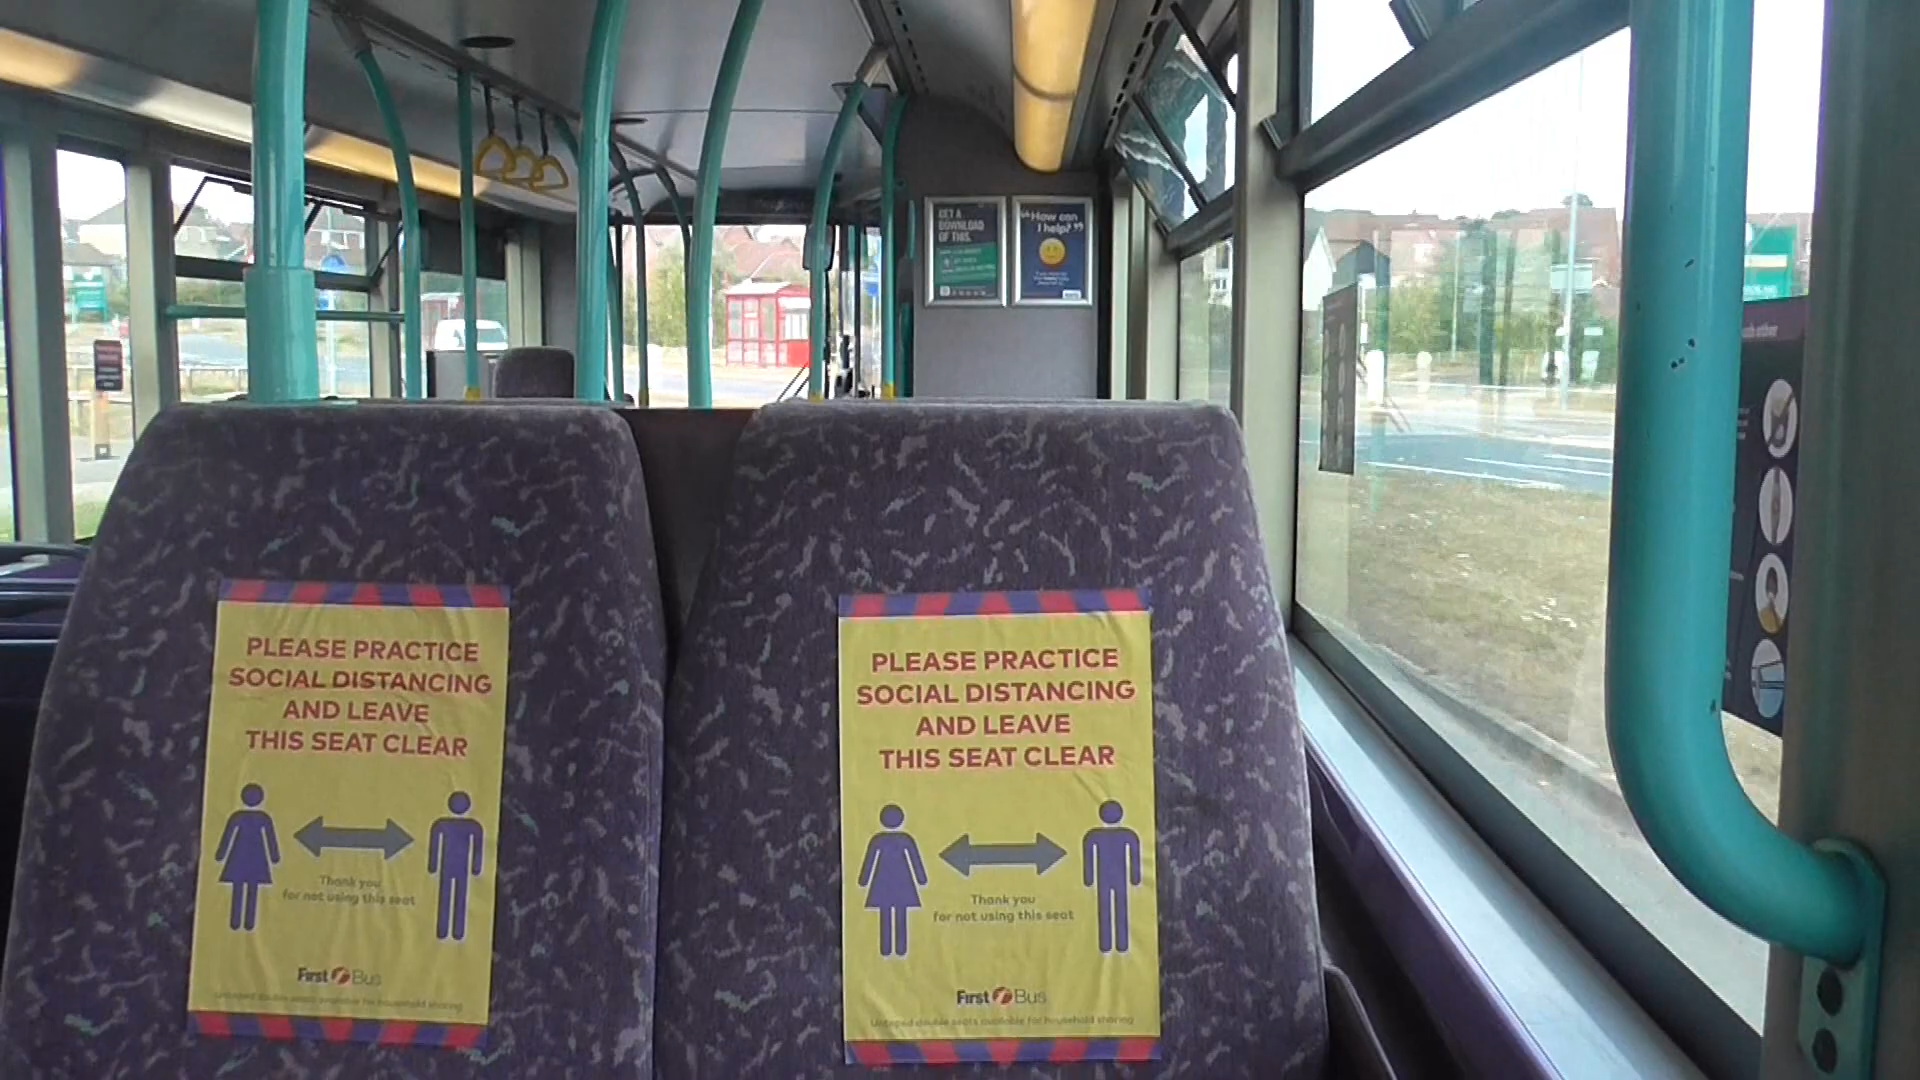 GET A
DOWNLOAD
OF THIS.
"How can
I help?"
PLEASE PRACTICE
SOCIAL DISTANCING
AND LEAVE
THIS SEAT CLEAR
Thank you
for not using this seat
First Bus
Untaped double seats available for household sharing
PLEASE PRACTICE
SOCIAL DISTANCING
AND LEAVE
THIS SEAT CLEAR
Thank you
for not using this seat
First Bus
Untaped double seats available for household sharing